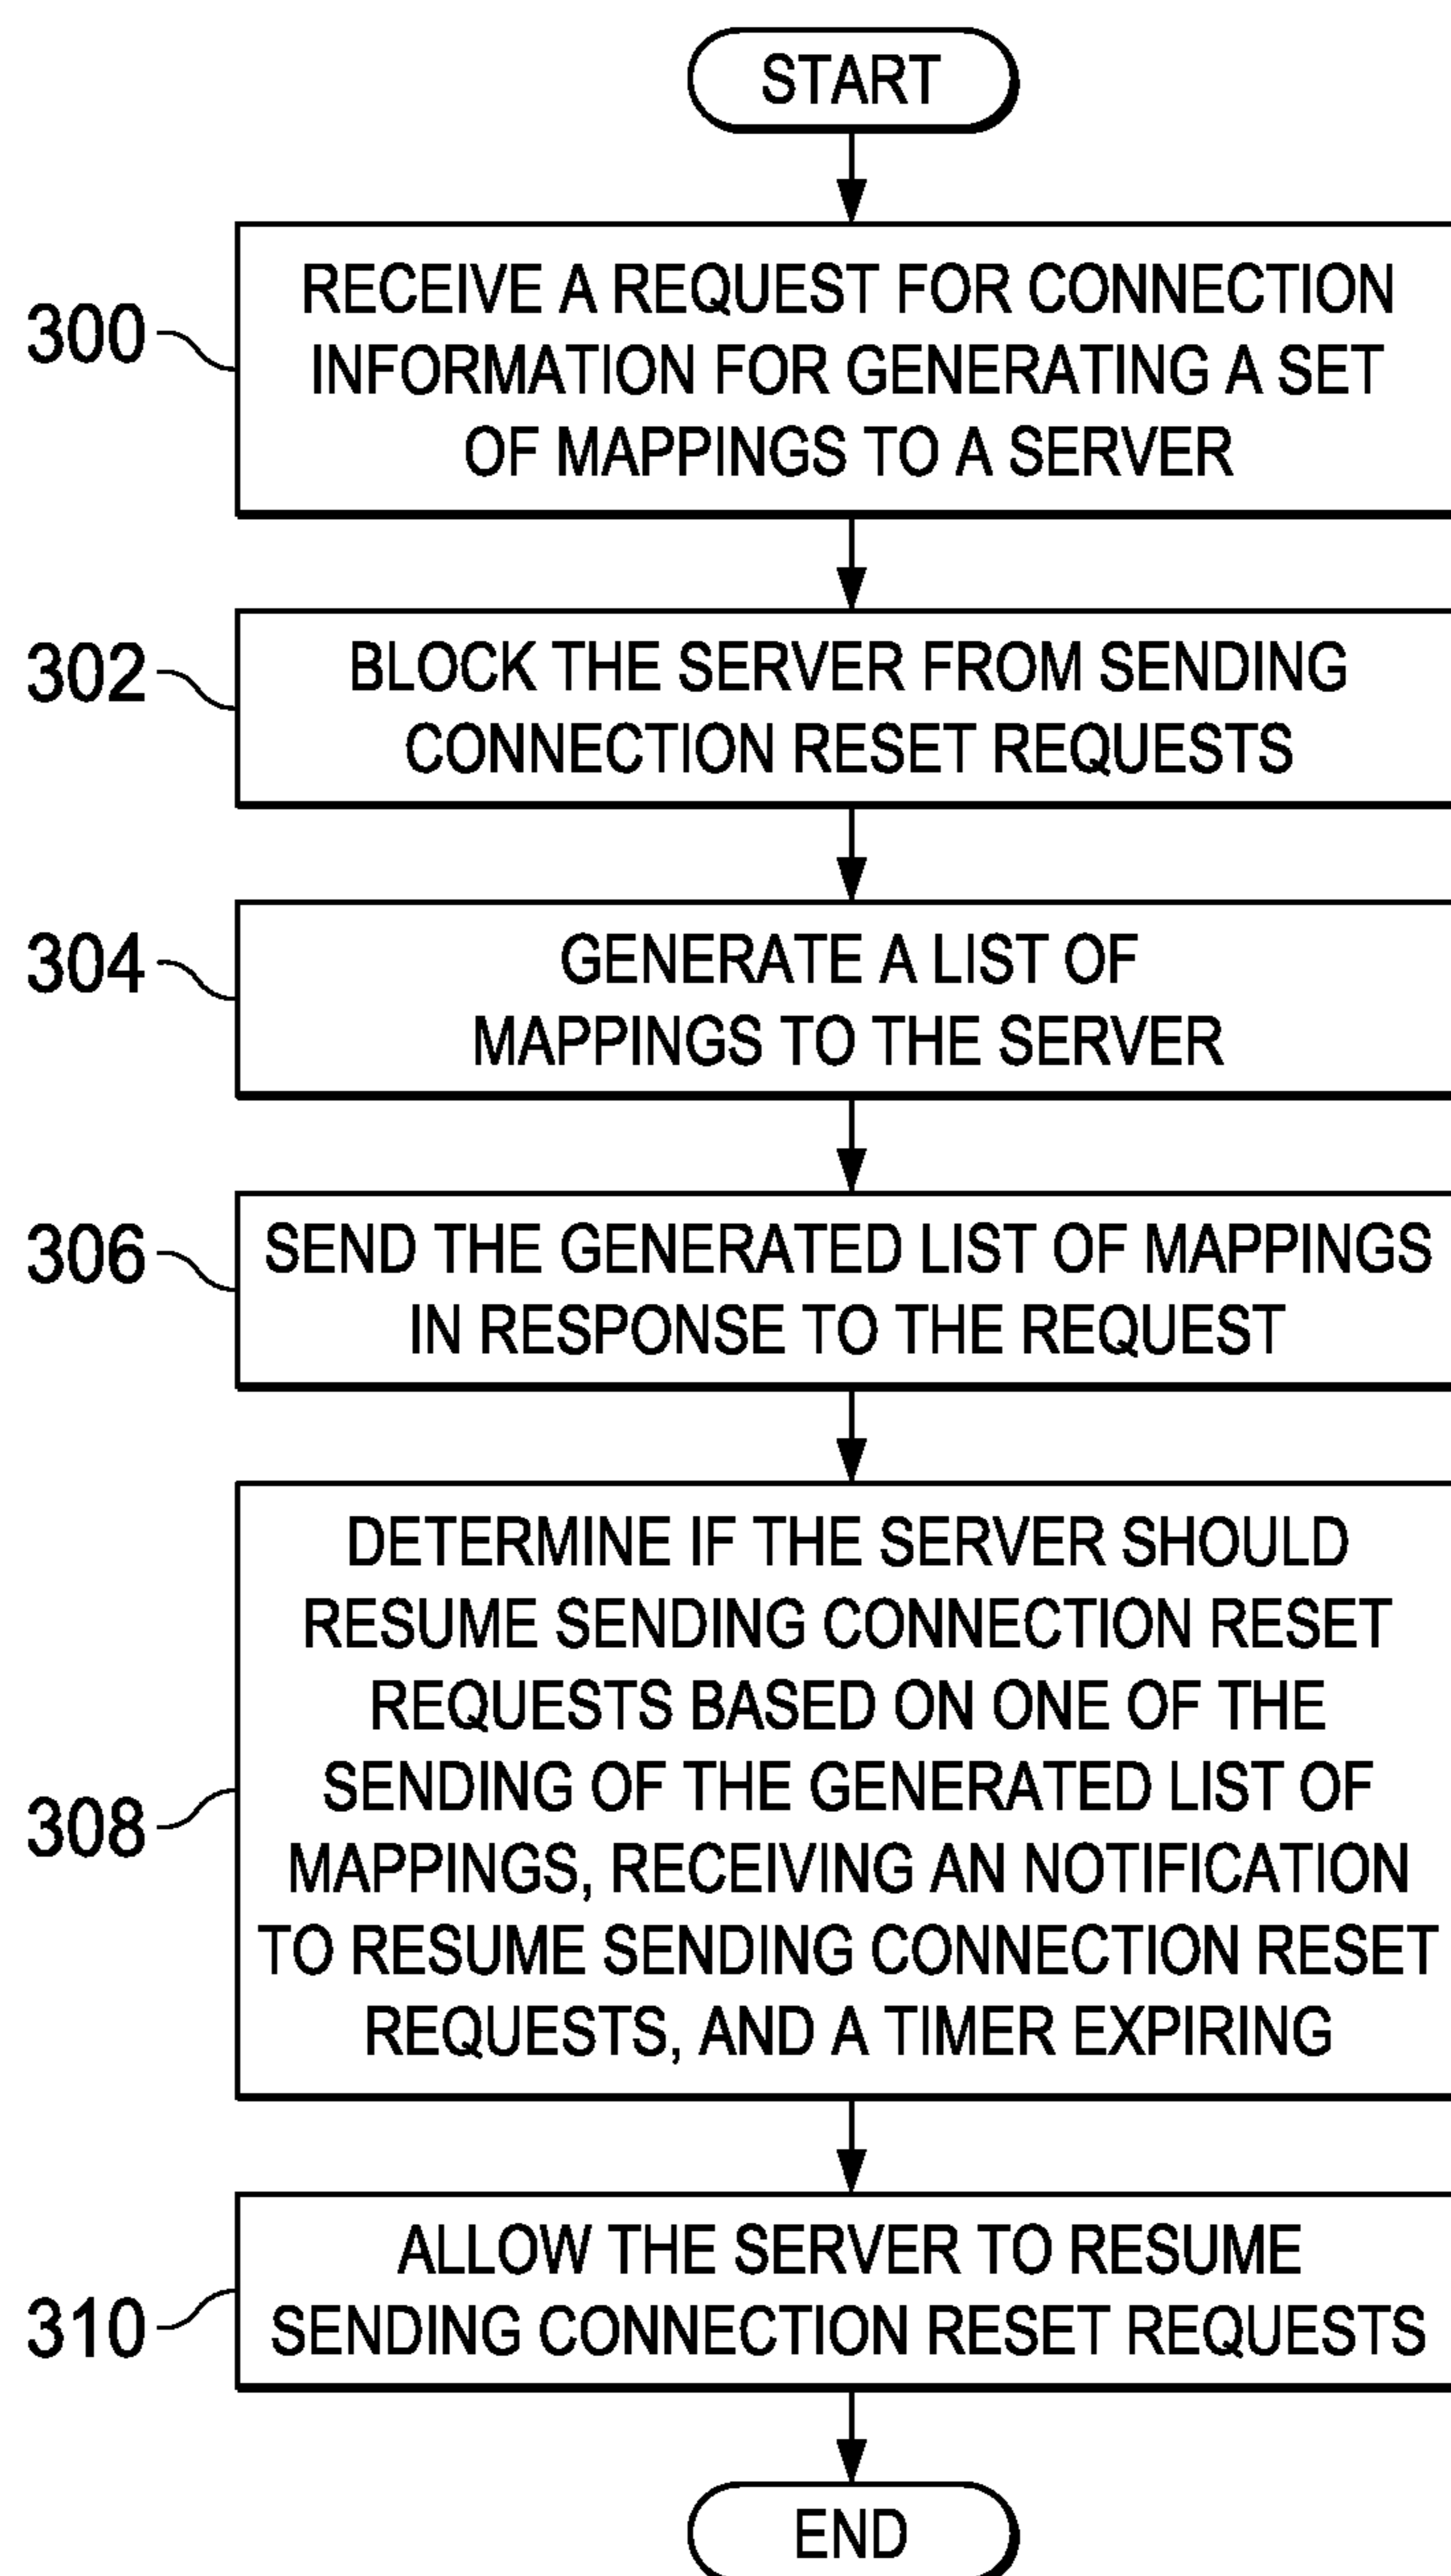 START
300
RECEIVE A REQUEST FOR CONNECTION
INFORMATION FOR GENERATING A SET
OF MAPPINGS TO A SERVER
302
BLOCK THE SERVER FROM SENDING
CONNECTION RESET REQUESTS
304
GENERATE A LIST OF
MAPPINGS TO THE SERVER
306
SEND THE GENERATED LIST OF MAPPINGS
IN RESPONSE TO THE REQUEST
308
DETERMINE IF THE SERVER SHOULD
RESUME SENDING CONNECTION RESET
REQUESTS BASED ON ONE OF THE
SENDING OF THE GENERATED LIST OF
MAPPINGS, RECEIVING AN NOTIFICATION
TO RESUME SENDING CONNECTION RESET
REQUESTS, AND A TIMER EXPIRING
310
ALLOW THE SERVER TO RESUME
SENDING CONNECTION RESET REQUESTS
END